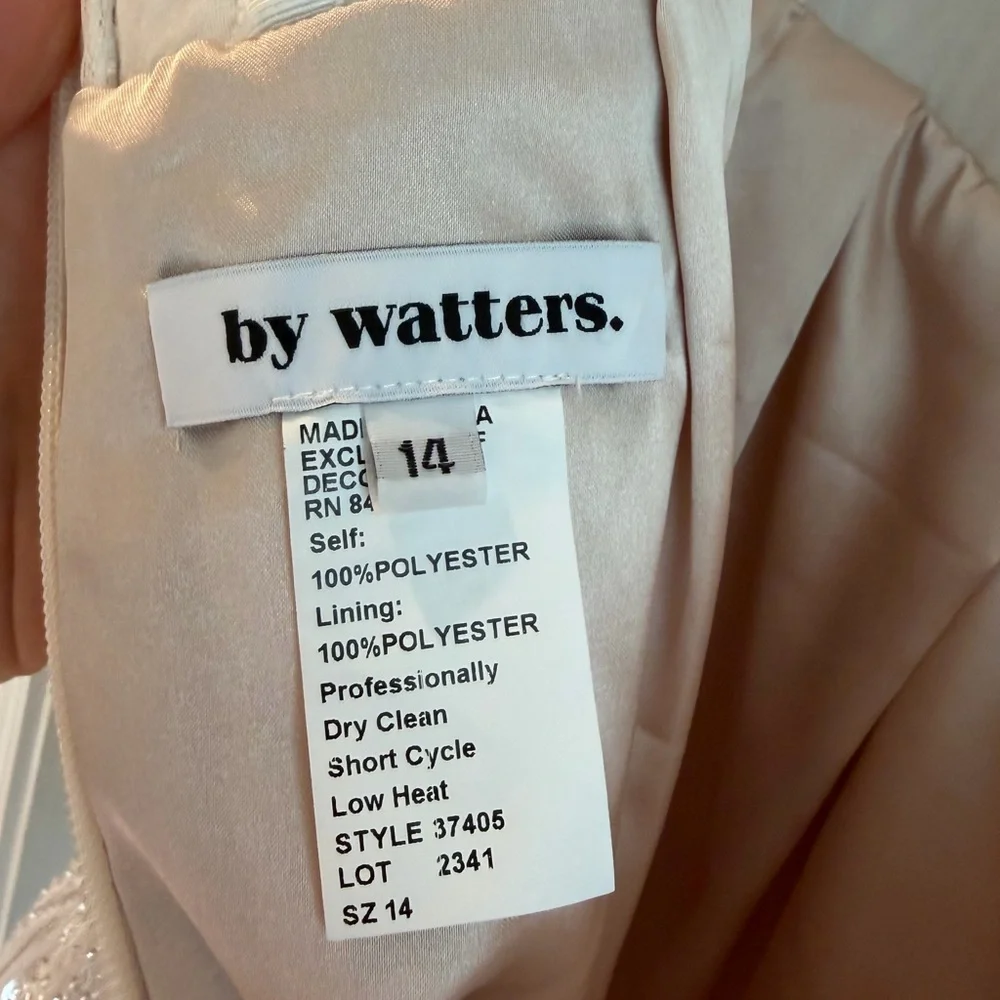 by watters.
14
RN
Self:
100%POLYESTER
Lining:
100%POLYESTER
Professionally
Dry Clean
Short Cycle
Low Heat
STYLE 37405
LOT 2341
SZ 14